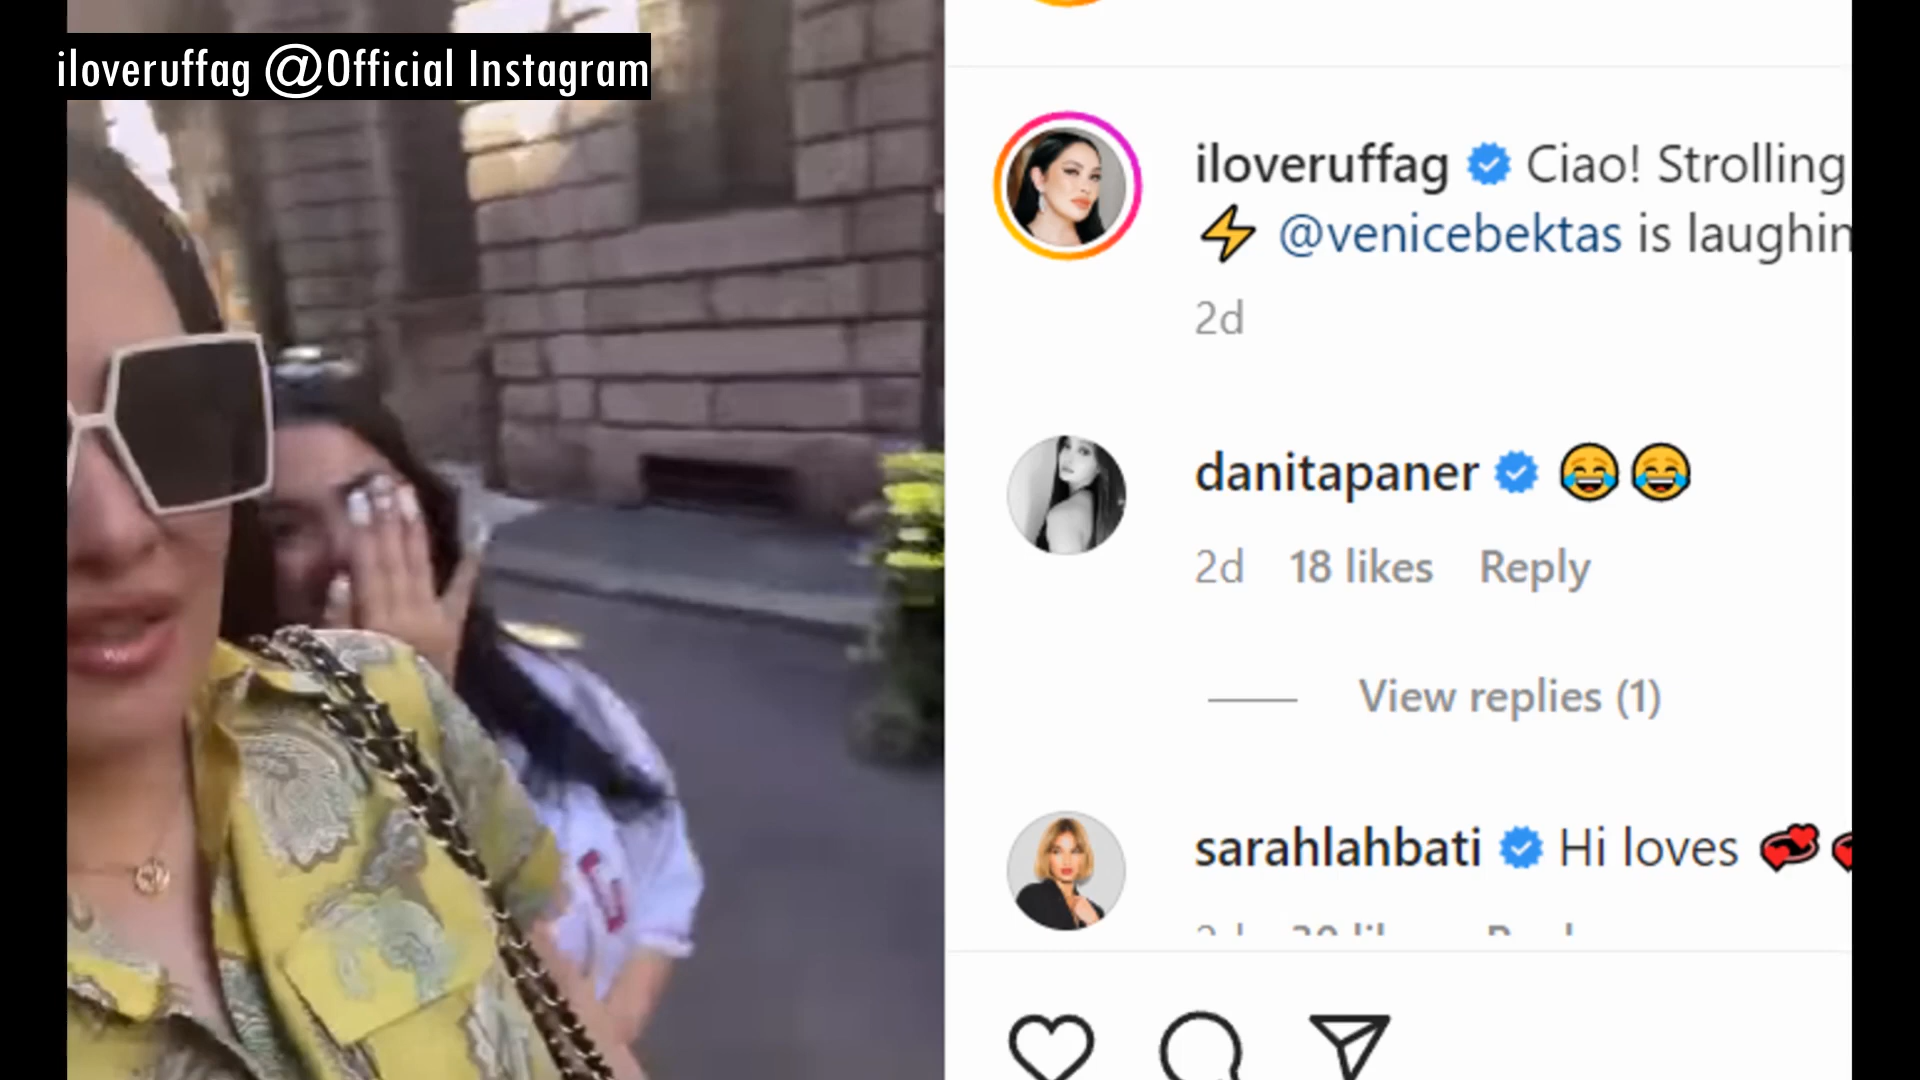 iloveruffag @Official Instagram
iloveruffag Ciao! Strolling
⚡ @venicebektas is laughin
2d
danitapaner 😂😂
2d 18 likes Reply
View replies (1)
sarahlahbati Hi loves 💞